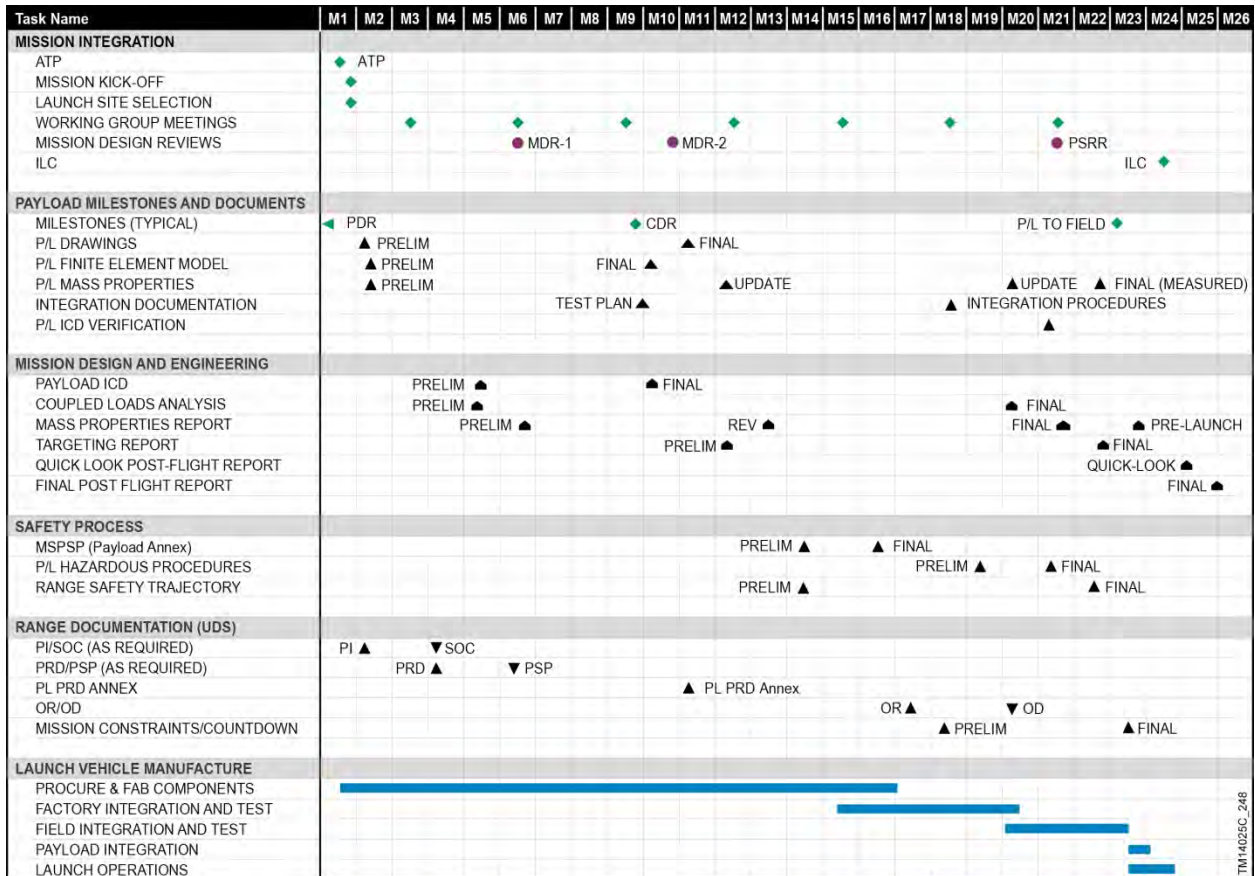 Task Name M1 M2 M3 M4 M5 M6 M7 M8 M9 M10 M11 M12 M13 M14 M15 M16 M17 M18 M19 M20 M21 M22 M23 M24 M25 M26
MISSION INTEGRATION
ATP ATP
MISSION KICK-OFF
LAUNCH SITE SELECTION
WORKING GROUP MEETINGS
MISSION DESIGN REVIEWS MDR-1 MDR-2 PSRR
ILC ILC
PAYLOAD MILESTONES AND DOCUMENTS
MILESTONES (TYPICAL) PDR CDR P/L TO FIELD
P/L DRAWINGS PRELIM FINAL
P/L FINITE ELEMENT MODEL PRELIM FINAL
P/L MASS PROPERTIES PRELIM UPDATE UPDATE FINAL (MEASURED)
INTEGRATION DOCUMENTATION TEST PLAN INTEGRATION PROCEDURES
P/L ICD VERIFICATION
MISSION DESIGN AND ENGINEERING
PAYLOAD ICD PRELIM FINAL
COUPLED LOADS ANALYSIS PRELIM FINAL
MASS PROPERTIES REPORT PRELIM REV FINAL PRE-LAUNCH
TARGETING REPORT PRELIM FINAL
QUICK LOOK POST-FLIGHT REPORT QUICK-LOOK
FINAL POST FLIGHT REPORT FINAL
SAFETY PROCESS
MSPSP (Payload Annex) PRELIM FINAL
P/L HAZARDOUS PROCEDURES PRELIM FINAL
RANGE SAFETY TRAJECTORY PRELIM FINAL
RANGE DOCUMENTATION (UDS)
PI/SOC (AS REQUIRED) PI SOC
PRD/PSP (AS REQUIRED) PRD PSP
PL PRD ANNEX PL PRD Annex
OR/OD OR OD
MISSION CONSTRAINTS/COUNTDOWN PRELIM FINAL
LAUNCH VEHICLE MANUFACTURE
PROCURE & FAB COMPONENTS
FACTORY INTEGRATION AND TEST
FIELD INTEGRATION AND TEST
PAYLOAD INTEGRATION
LAUNCH OPERATIONS
TM14025C_248